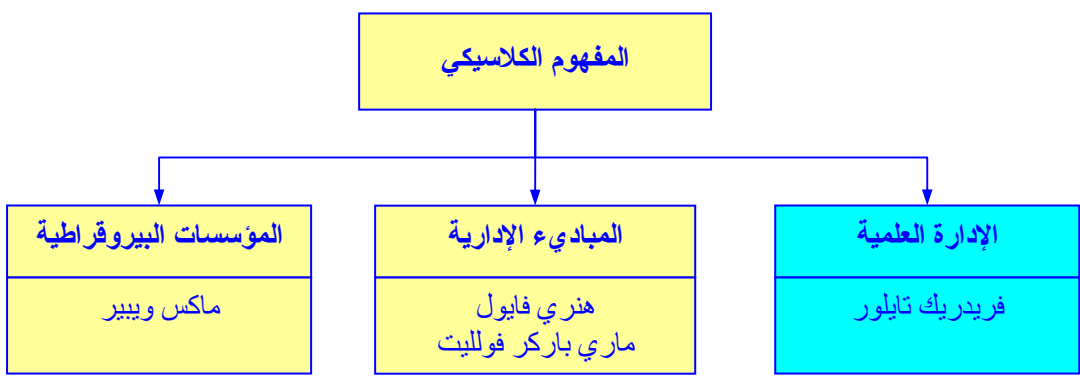 المفهوم الكلاسيكي
الإدارة العلمية
فريدريك تايلور
المباديء الإدارية
هنري فايول
ماري باركر فولليت
المؤسسات البيروقراطية
ماكس ويبير